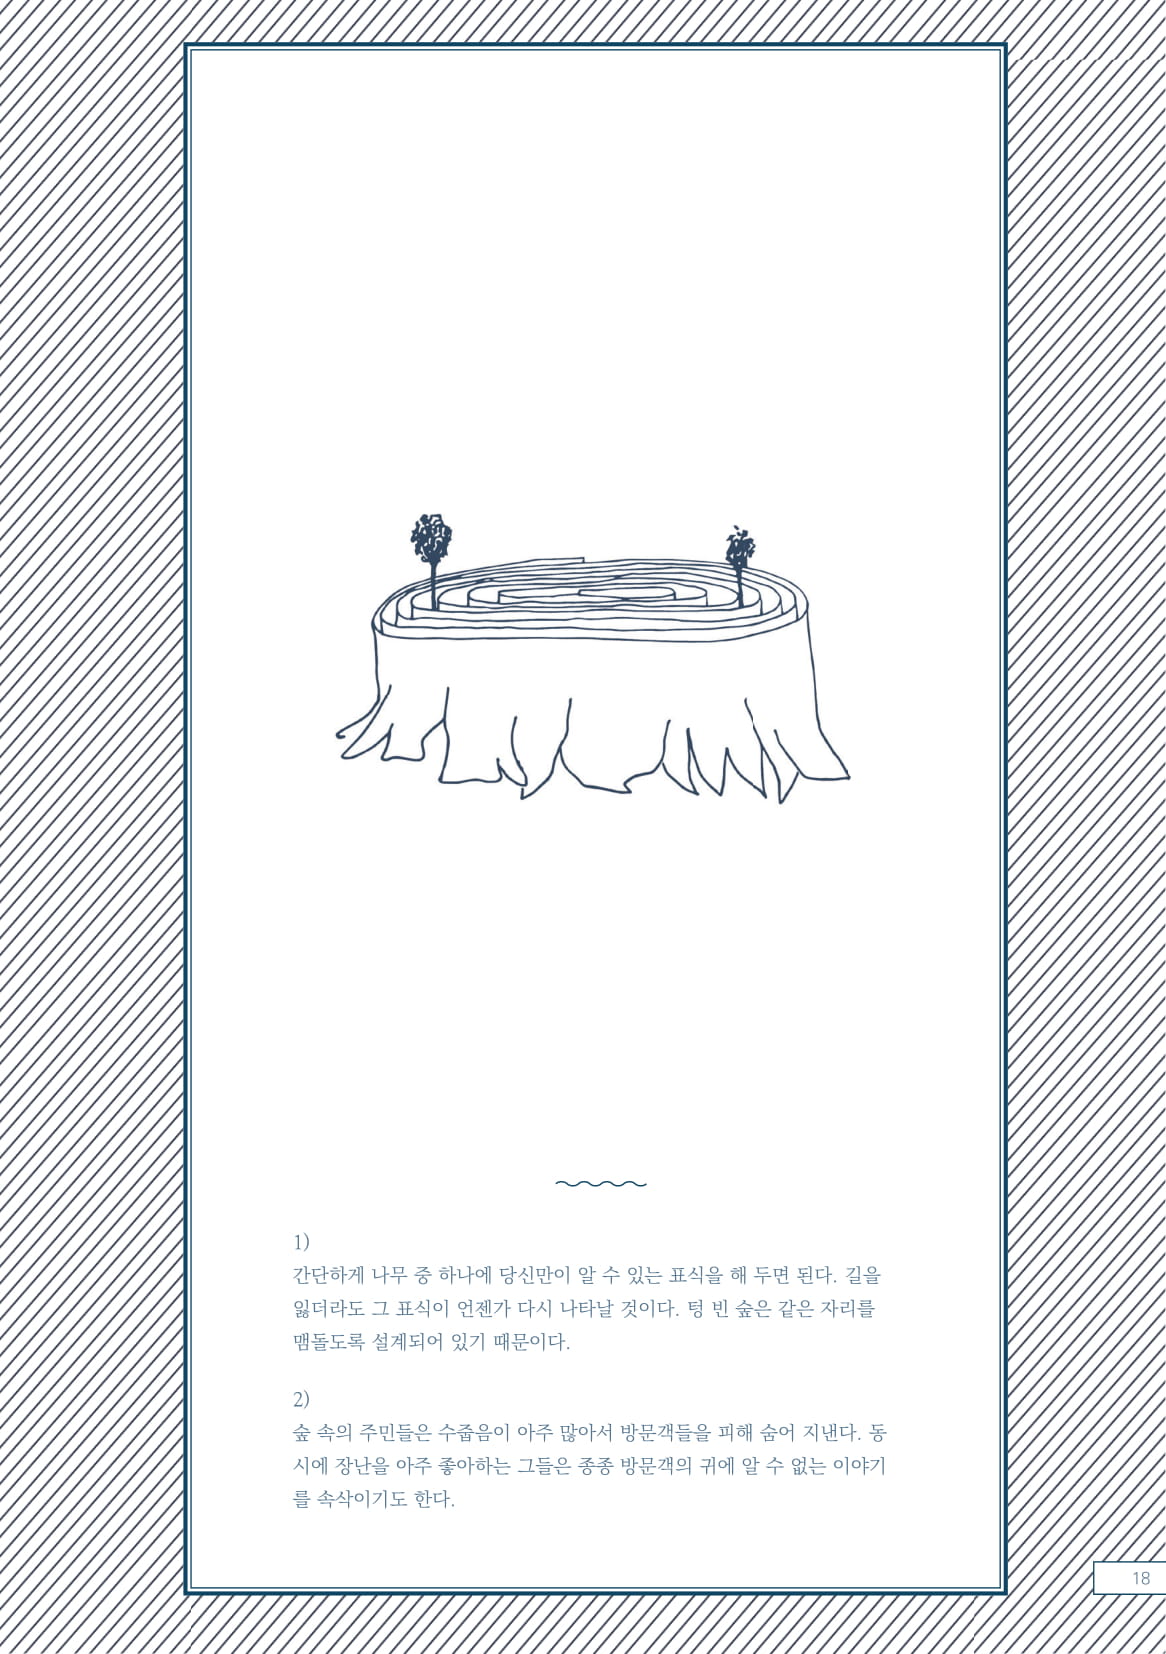 1)
간단하게 나무 중 하나에 당신만이 알 수 있는 표식을 해 두면 된다. 길을
잃더라도 그 표식이 언젠가 다시 나타날 것이다. 텅 빈 숲은 같은 자리를
맴돌도록 설계되어 있기 때문이다.
2)
숲 속의 주민들은 수줍음이 아주 많아서 방문객들을 피해 숨어 지낸다. 동
시에 장난을 아주 좋아하는 그들은 종종 방문객의 귀에 알 수 없는 이야기
를 속삭이기도 한다.
18